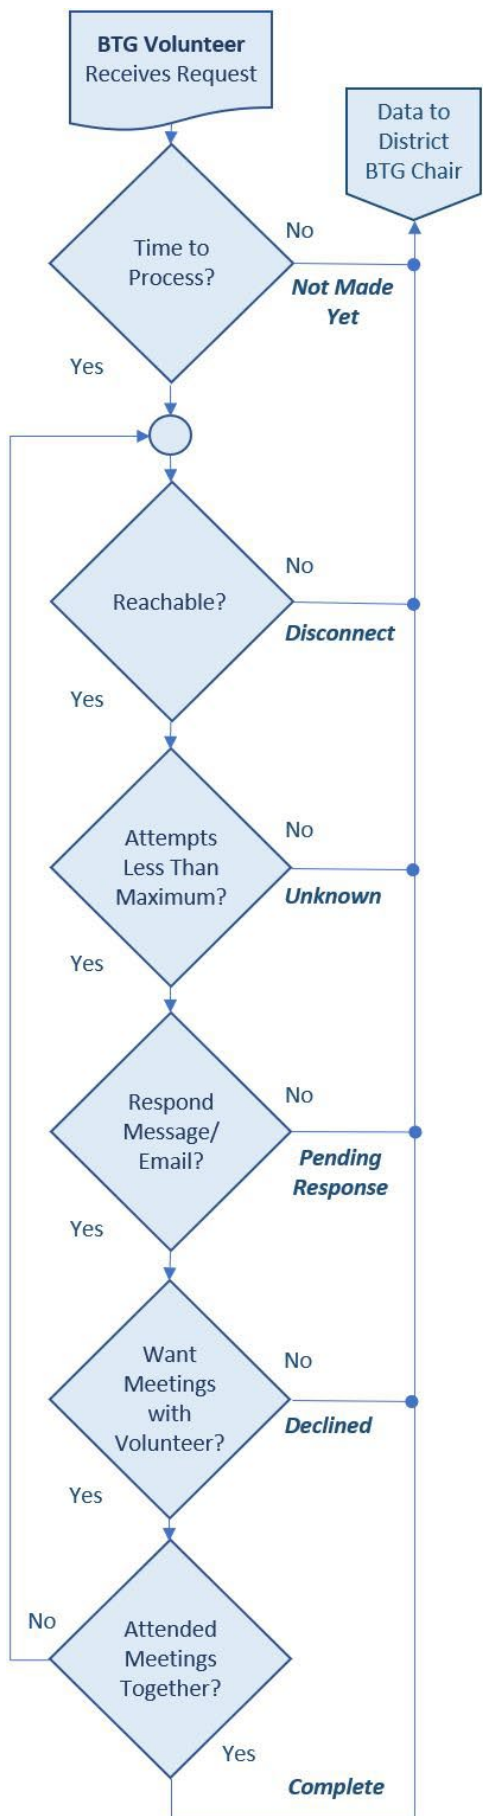 BTG Volunteer
Receives Request
Data to
District
BTG Chair
Time to
Process?
No
Not Made
Yet
Yes
Reachable?
No
Disconnect
Yes
Attempts
Less Than
Maximum?
No
Unknown
Yes
Respond
Message/
Email?
No
Pending
Response
Yes
Want
Meetings
with
Volunteer?
No
Declined
Yes
Attended
Meetings
Together?
No
Yes
Complete